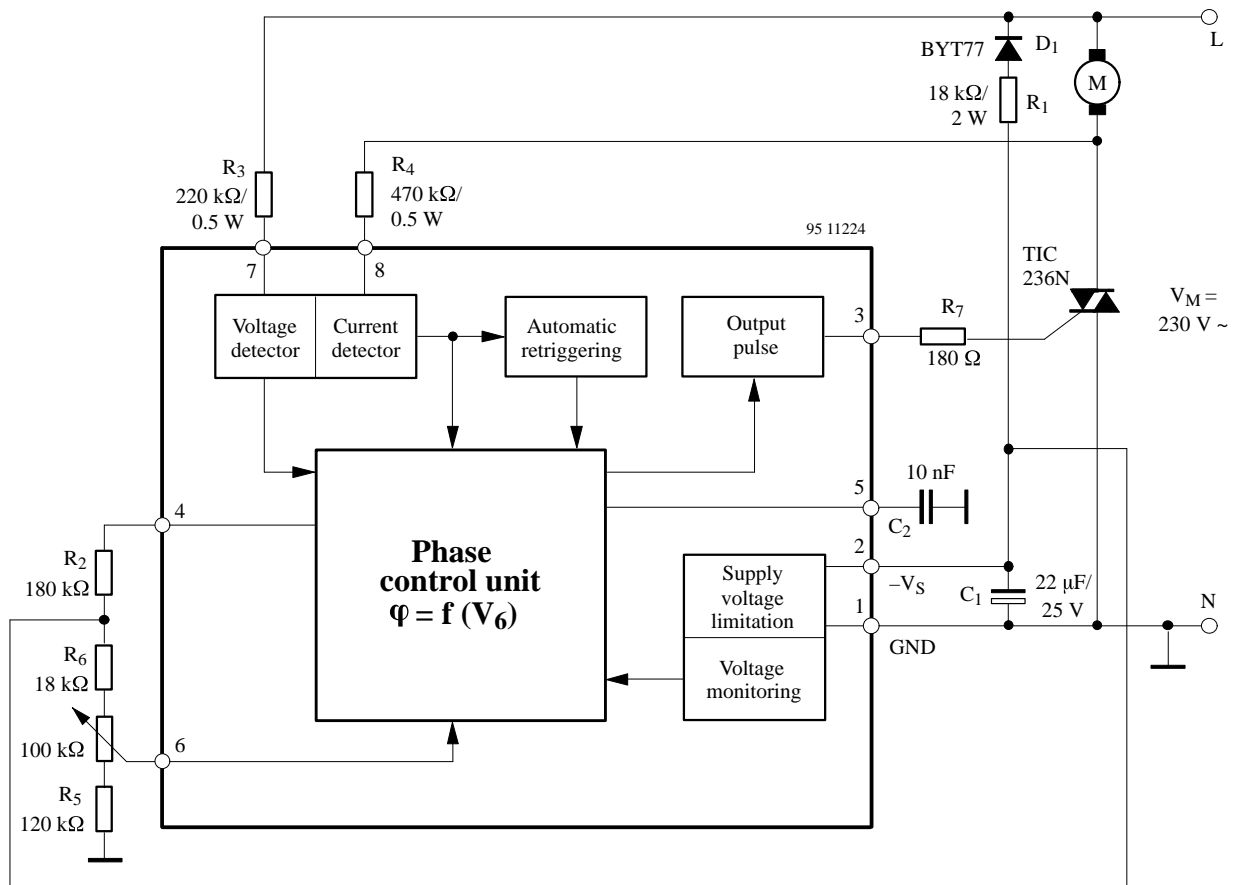 L
BYT77
D1
18 kΩ/
2 W
R1
M
R3
220 kΩ/
0.5 W
R4
470 kΩ/
0.5 W
95 11224
7
8
TIC
236N
VM =
230 V ~
Voltage
detector
Current
detector
Automatic
retriggering
Output
pulse
3
R7
180 Ω
10 nF
5
C2
4
R2
180 kΩ
Phase
control unit
φ = f (V6)
2
–VS
Supply
voltage
limitation
C1
22 μF/
25 V
1
GND
N
Voltage
monitoring
R6
18 kΩ
100 kΩ
6
R5
120 kΩ